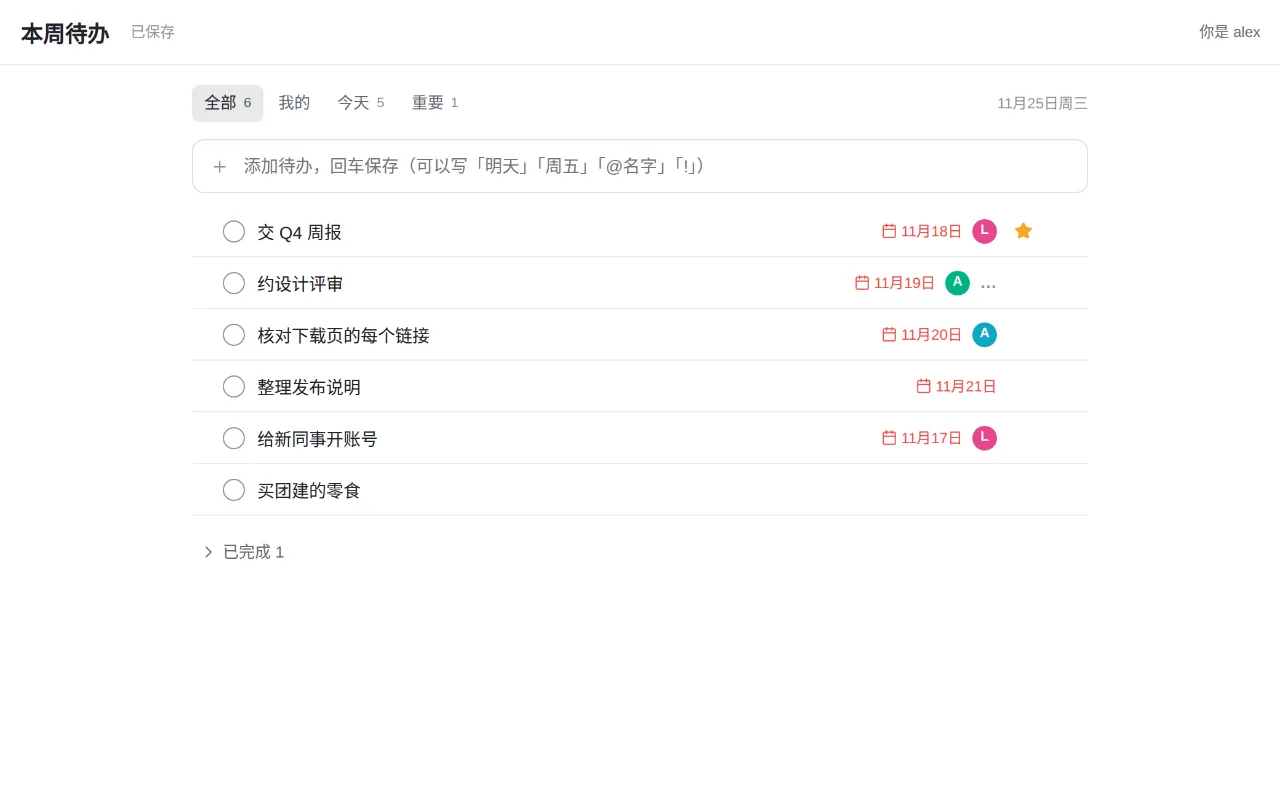 本周待办 已保存 你是 alex
全部 6 我的 今天 5 重要 1 11月25日周三
添加待办，回车保存（可以写「明天」「周五」「@名字」「!」）
交 Q4 周报 11月18日 L
约设计评审 11月19日 A ...
核对下载页的每个链接 11月20日 A
整理发布说明 11月21日
给新同事开账号 11月17日 L
买团建的零食
已完成 1